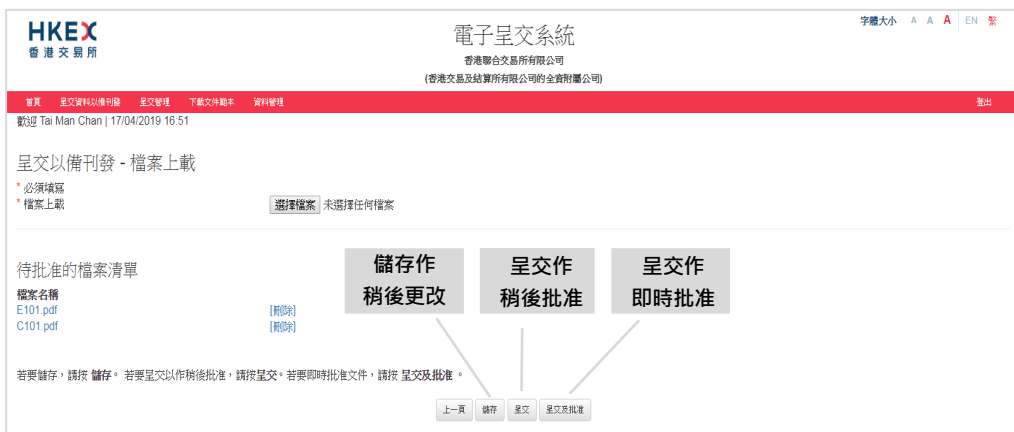 HKEX
香港交易所
電子呈交系統
香港聯合交易所有限公司
(香港交易及結算所有限公司的全資附屬公司)
字體大小 A A A EN 繁
首頁 呈交資料以備刊發 呈交管理 下載文件範本 資料管理 登出
歡迎 Tai Man Chan | 17/04/2019 16:51
呈交以備刊發 - 檔案上載
* 必須填寫
* 檔案上載 選擇檔案 未選擇任何檔案
待批准的檔案清單
儲存作
稍後更改
呈交作
稍後批准
呈交作
即時批准
檔案名稱
E101.pdf [刪除]
C101.pdf [刪除]
若要儲存，請按 儲存。 若要呈交以作稍後批准，請按呈交。若要即時批准文件，請按 呈交及批准 。
上一頁 儲存 呈交 呈交及批准